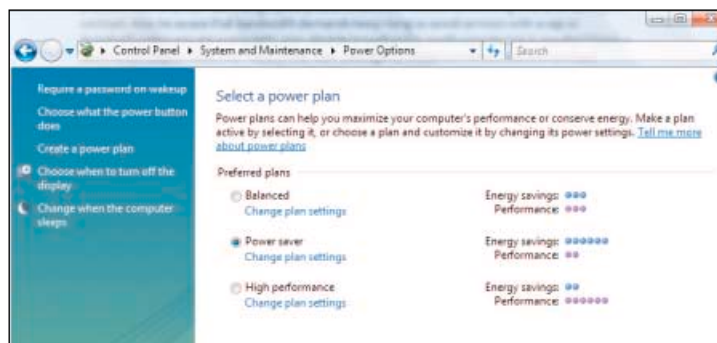 Control Panel ▸ System and Maintenance ▸ Power Options
Search
Require a password on wakeup
Choose what the power button
does
Create a power plan
Choose when to turn off the
display
Change when the computer
sleeps
Select a power plan
Power plans can help you maximize your computer's performance or conserve energy. Make a plan
active by selecting it, or choose a plan and customize it by changing its power settings. Tell me more
about power plans
Preferred plans
Balanced Energy savings:
Change plan settings Performance:
Power saver Energy savings:
Change plan settings Performance:
High performance Energy savings:
Change plan settings Performance: